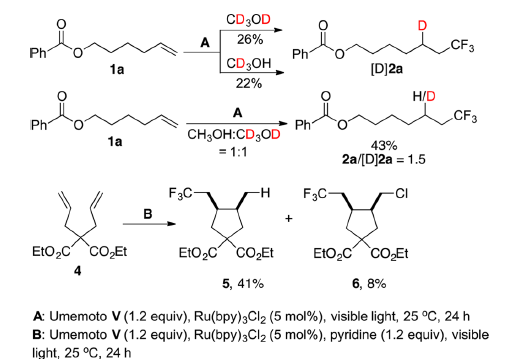 O
CD3OD
D
O
Ph
O
A
26%
Ph
O
CF3
1a
CD3OH
[D]2a
22%
O
H/D
O
Ph
O
A
Ph
O
CF3
1a
CH3OH:CD3OD
43%
= 1:1
2a/[D]2a = 1.5
F3C
H
F3C
Cl
B
+
EtO2C
CO2Et
EtO2C
CO2Et
EtO2C
CO2Et
4
5, 41%
6, 8%
A: Umemoto V (1.2 equiv), Ru(bpy)3Cl2 (5 mol%), visible light, 25 °C, 24 h
B: Umemoto V (1.2 equiv), Ru(bpy)3Cl2 (5 mol%), pyridine (1.2 equiv), visible
light, 25 °C, 24 h